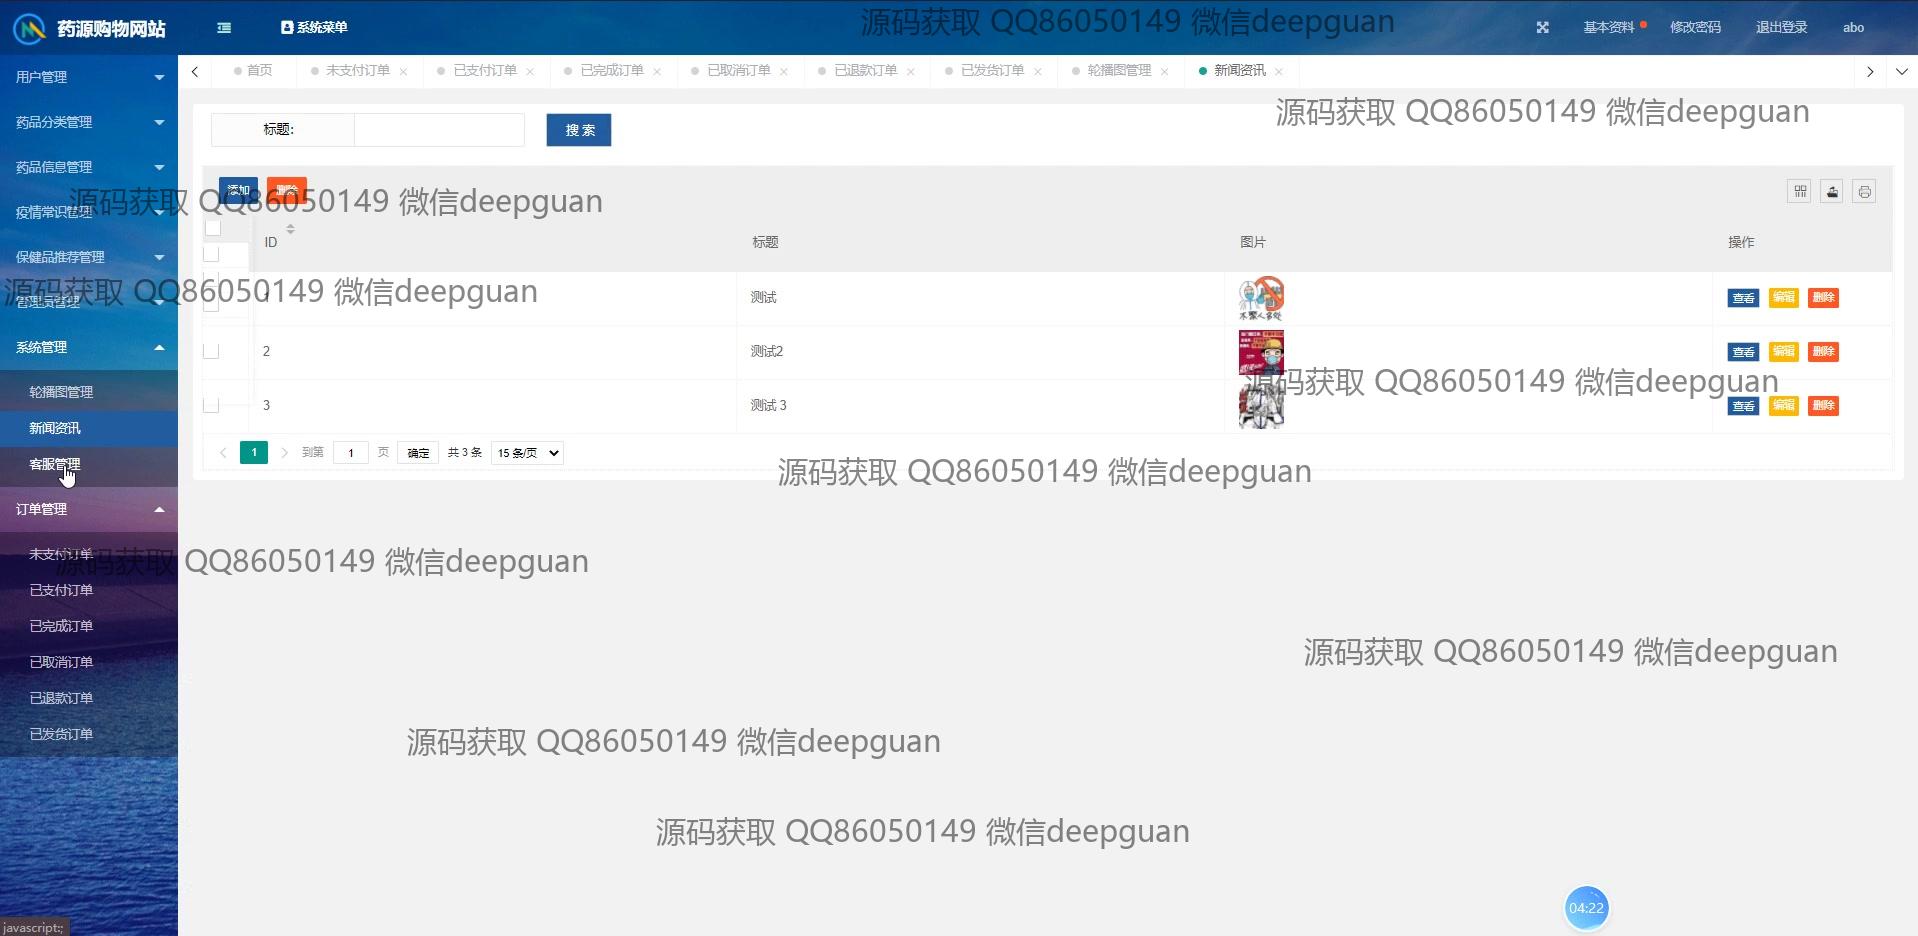 药源购物网站
系统菜单
源码获取 QQ86050149 微信deepguan
基本资料
修改密码
退出登录
abo
用户管理
首页
未支付订单
已支付订单
已完成订单
已取消订单
已退款订单
已发货订单
轮播图管理
新闻资讯
源码获取 QQ86050149 微信deepguan
药品分类管理
标题:
搜 索
药品信息管理
添加
删除
源码获取 QQ86050149 微信deepguan
疫情常识管理
ID
标题
图片
操作
保健品推荐管理
源码获取 QQ86050149 微信deepguan
管理员管理
1
测试
不聚人多处
查看
编辑
删除
系统管理
2
测试2
查看
编辑
删除
源码获取 QQ86050149 微信deepguan
轮播图管理
3
测试 3
查看
编辑
删除
新闻资讯
1
到第
1
页
确定
共 3 条
15 条/页
客服管理
源码获取 QQ86050149 微信deepguan
订单管理
未支付订单
源码获取 QQ86050149 微信deepguan
已支付订单
已完成订单
已取消订单
源码获取 QQ86050149 微信deepguan
已退款订单
已发货订单
源码获取 QQ86050149 微信deepguan
源码获取 QQ86050149 微信deepguan
04:22
javascript:;